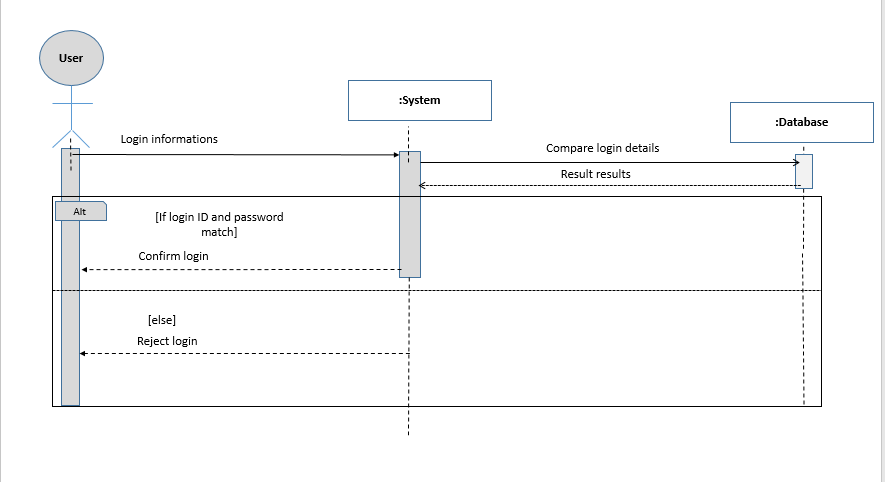 User
:System
:Database
Login informations
Compare login details
Result results
Alt
[If login ID and password
match]
Confirm login
[else]
Reject login